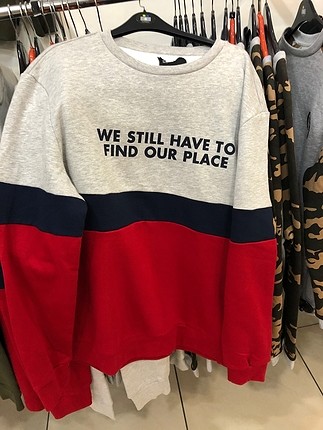 WE STILL HAVE TO
FIND OUR PLACE